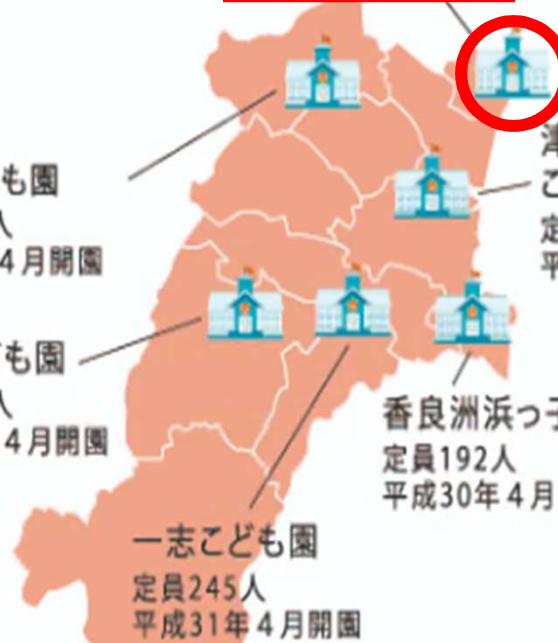 も園
人
4月開園
津
こ
定
平
ども園
人
4月開園
香良洲浜っ子
定員192人
平成30年4月
一志こども園
定員245人
平成31年4月開園